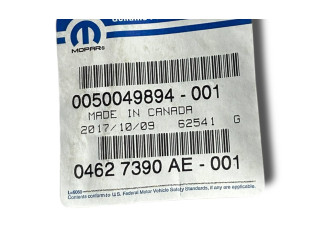 MOPAR®
0050049894 - 001
MADE IN CANADA
2017/10/09 62541 G
0462 7390 AE - 001
Contents conform to U.S. Federal Motor Vehicle Safety Standards, if any are applicable.